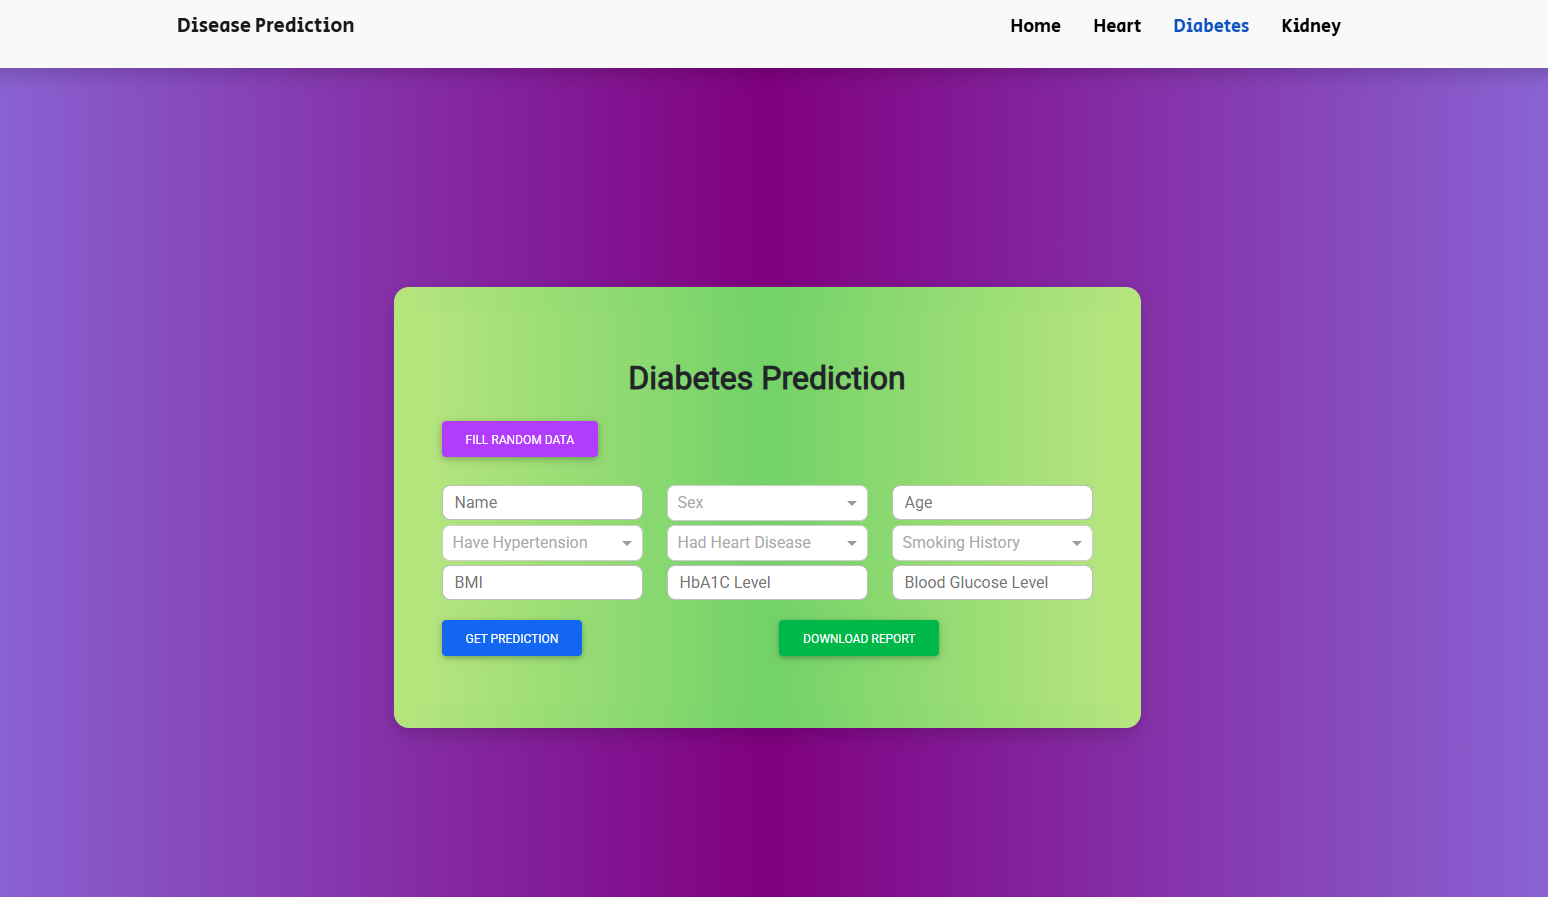 Disease Prediction Home Heart Diabetes Kidney
Diabetes Prediction
FILL RANDOM DATA
Name Sex Age
Have Hypertension Had Heart Disease Smoking History
BMI HbA1C Level Blood Glucose Level
GET PREDICTION DOWNLOAD REPORT